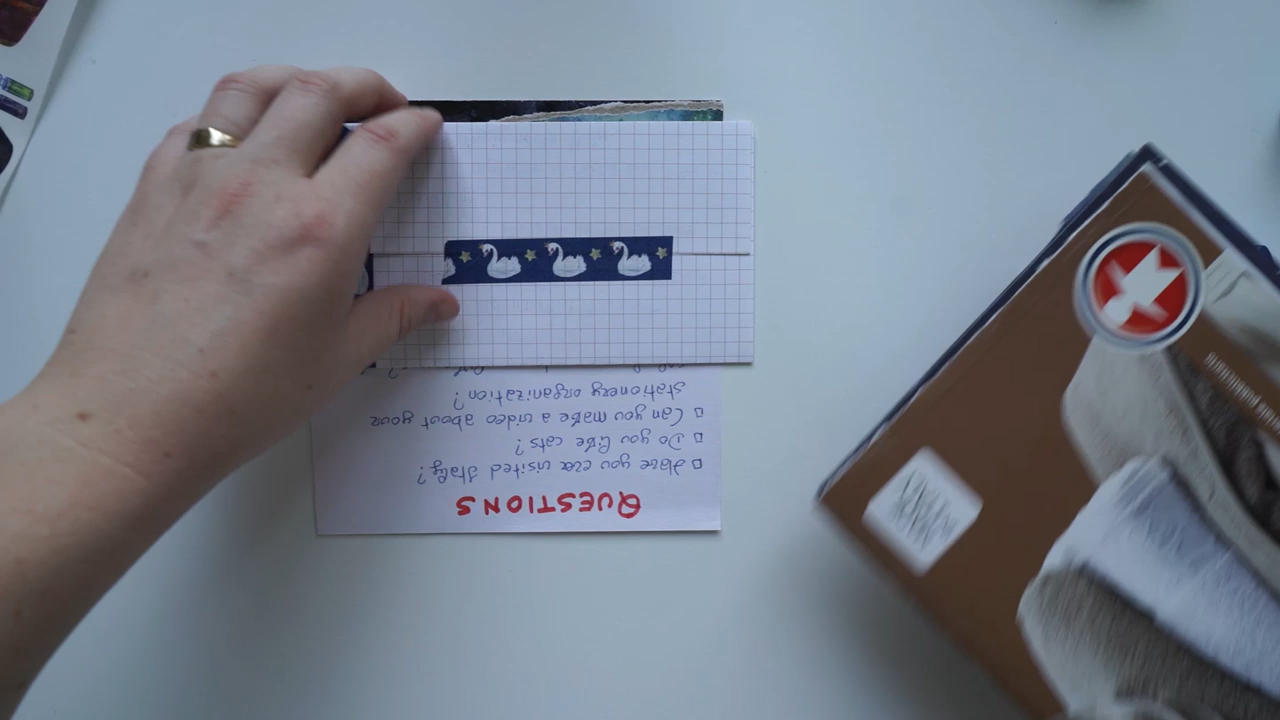 QUESTIONS
□ Have you ever visited Italy?
□ Do you like cats?
□ Can you make a video about your
stationery organization?